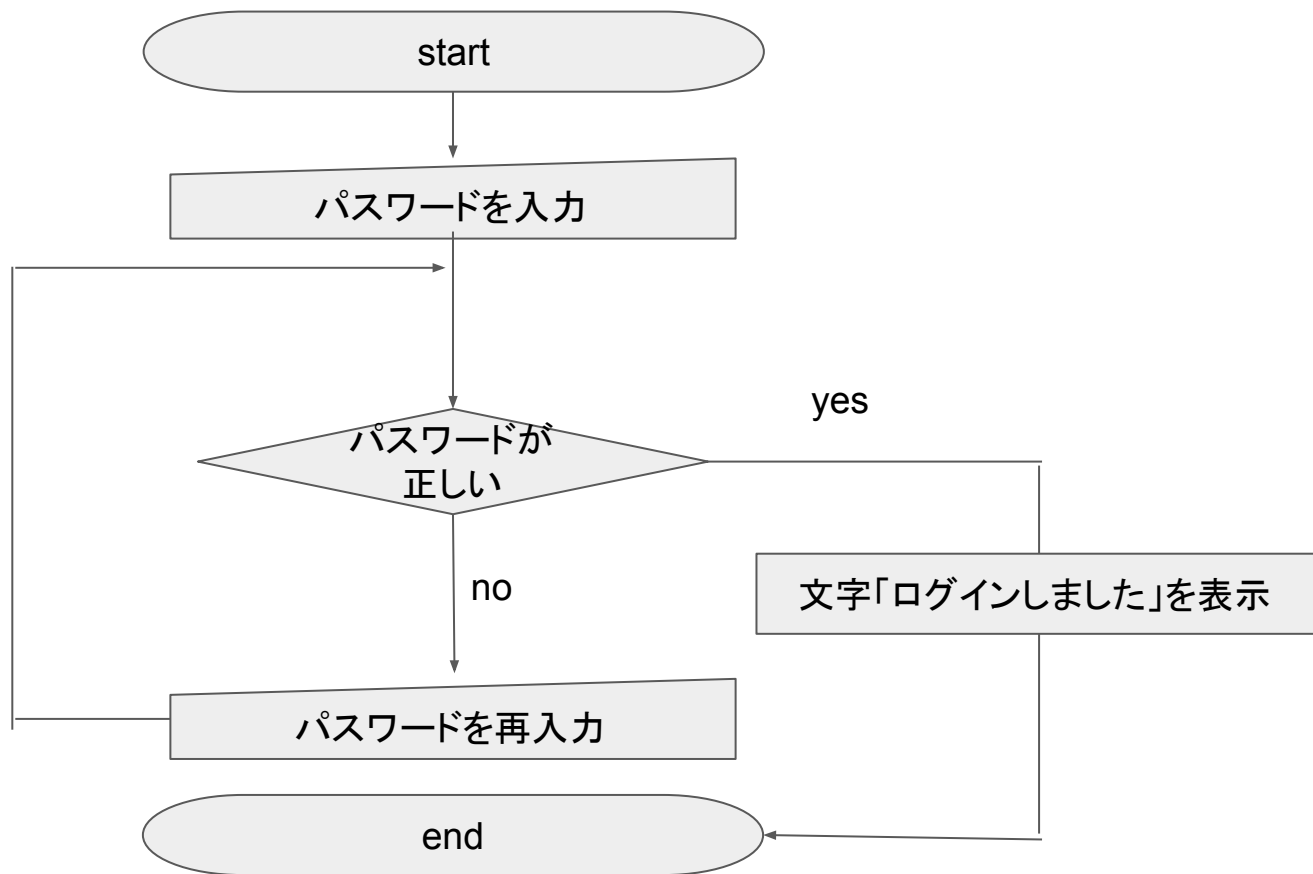 start
パスワードを入力
yes
パスワードが
正しい
no
文字「ログインしました」を表示
パスワードを再入力
end